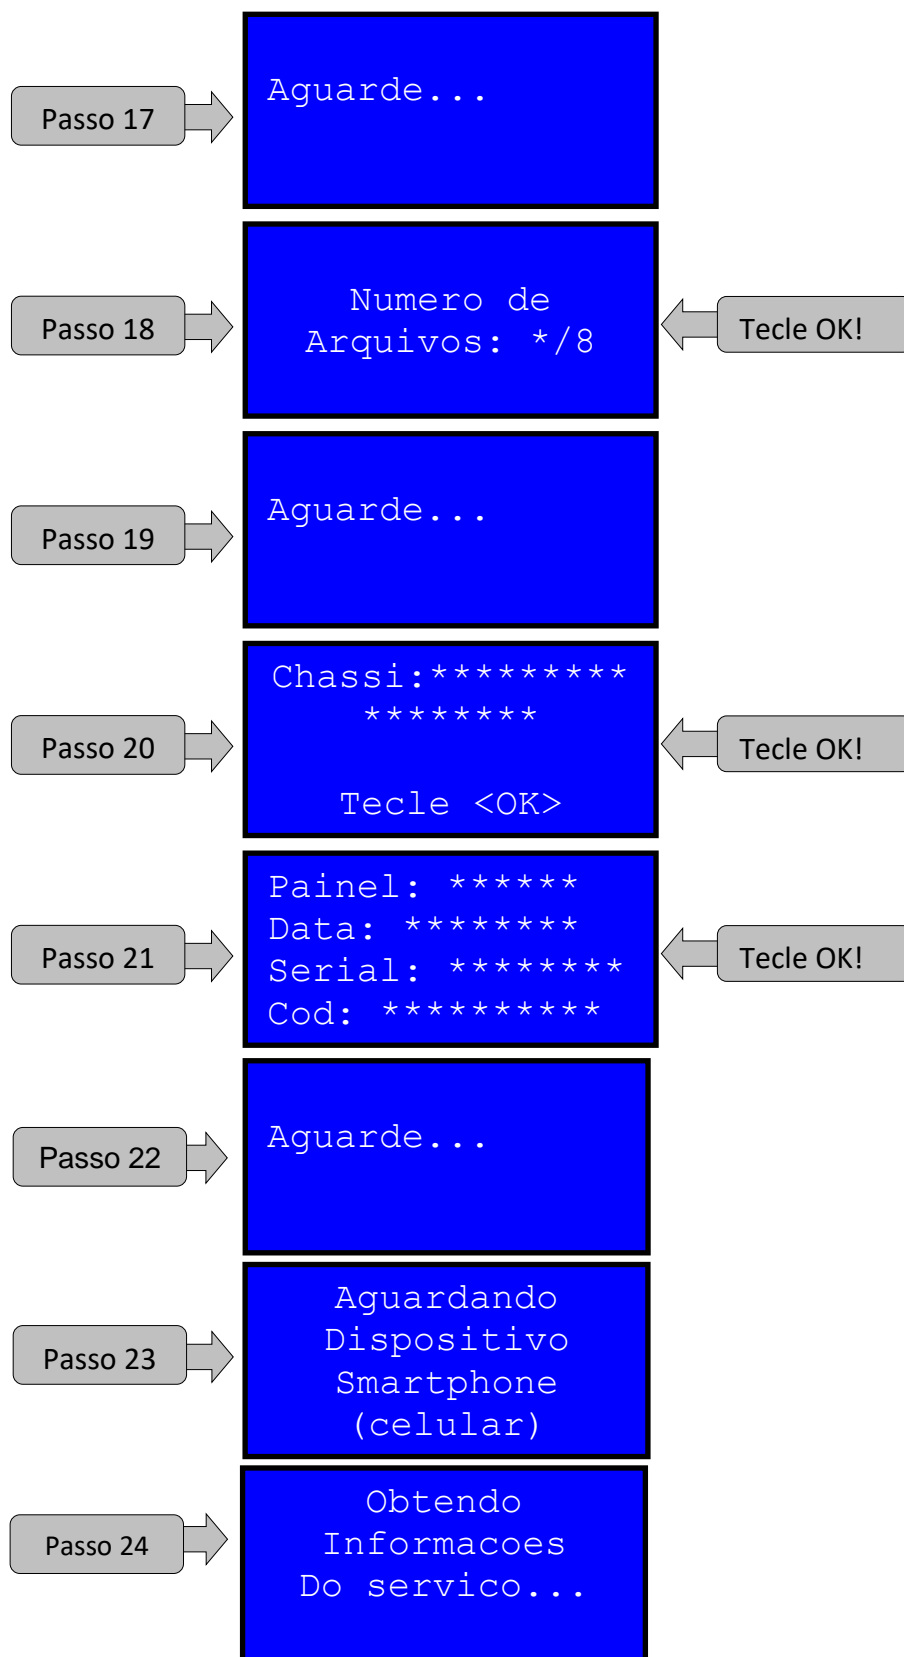 Passo 17
Aguarde...
Passo 18
Numero de
Arquivos: */8
Tecle OK!
Passo 19
Aguarde...
Passo 20
Chassi:*********
********
Tecle <OK>
Tecle OK!
Passo 21
Painel: ******
Data: ********
Serial: ********
Cod: **********
Tecle OK!
Passo 22
Aguarde...
Passo 23
Aguardando
Dispositivo
Smartphone
(celular)
Passo 24
Obtendo
Informacoes
Do servico...